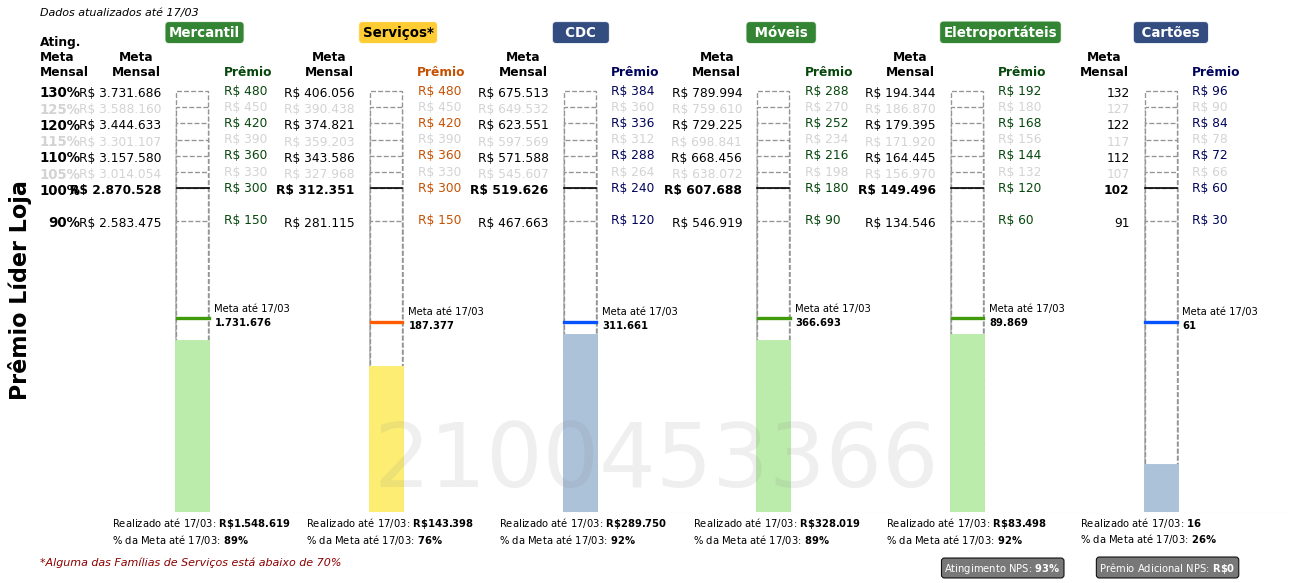 Dados atualizados até 17/03
Mercantil Serviços* CDC Móveis Eletroportáteis Cartões
Ating. Meta Mensal Meta Mensal Prêmio Meta Mensal Prêmio Meta Mensal Prêmio Meta Mensal Prêmio Prêmio Meta Mensal Prêmio
130% R$ 3.731.686 R$ 480 R$ 406.056 R$ 480 R$ 675.513 R$ 384 R$ 789.994 R$ 288 R$ 194.344 R$ 192 132 R$ 96
125% R$ 3.588.160 R$ 450 R$ 390.438 R$ 450 R$ 649.532 R$ 360 R$ 759.610 R$ 270 R$ 186.870 R$ 180 127 R$ 90
120% R$ 3.444.633 R$ 420 R$ 374.821 R$ 420 R$ 623.551 R$ 336 R$ 729.225 R$ 252 R$ 179.395 R$ 168 122 R$ 84
115% R$ 3.301.107 R$ 390 R$ 359.203 R$ 390 R$ 597.569 R$ 312 R$ 698.841 R$ 234 R$ 171.920 R$ 156 117 R$ 78
110% R$ 3.157.580 R$ 360 R$ 343.586 R$ 360 R$ 571.588 R$ 288 R$ 668.456 R$ 216 R$ 164.445 R$ 144 112 R$ 72
105% R$ 3.014.054 R$ 330 R$ 327.968 R$ 330 R$ 545.607 R$ 264 R$ 638.072 R$ 198 R$ 156.970 R$ 132 107 R$ 66
100% R$ 2.870.528 R$ 300 R$ 312.351 R$ 300 R$ 519.626 R$ 240 R$ 607.688 R$ 180 R$ 149.496 R$ 120 102 R$ 60
90% R$ 2.583.475 R$ 150 R$ 281.115 R$ 150 R$ 467.663 R$ 120 R$ 546.919 R$ 90 R$ 134.546 R$ 60 91 R$ 30
Prêmio Líder Loja
Meta até 17/03 Meta até 17/03 Meta até 17/03 Meta até 17/03 Meta até 17/03 Meta até 17/03
1.731.676 187.377 311.661 366.693 89.869 61
2100453366
Realizado até 17/03: R$1.548.619 Realizado até 17/03: R$143.398 Realizado até 17/03: R$289.750 Realizado até 17/03: R$328.019 Realizado até 17/03: R$83.498 Realizado até 17/03: 16
% da Meta até 17/03: 89% % da Meta até 17/03: 76% % da Meta até 17/03: 92% % da Meta até 17/03: 89% % da Meta até 17/03: 92% % da Meta até 17/03: 26%
*Alguma das Famílias de Serviços está abaixo de 70%
Atingimento NPS: 93% Prêmio Adicional NPS: R$0